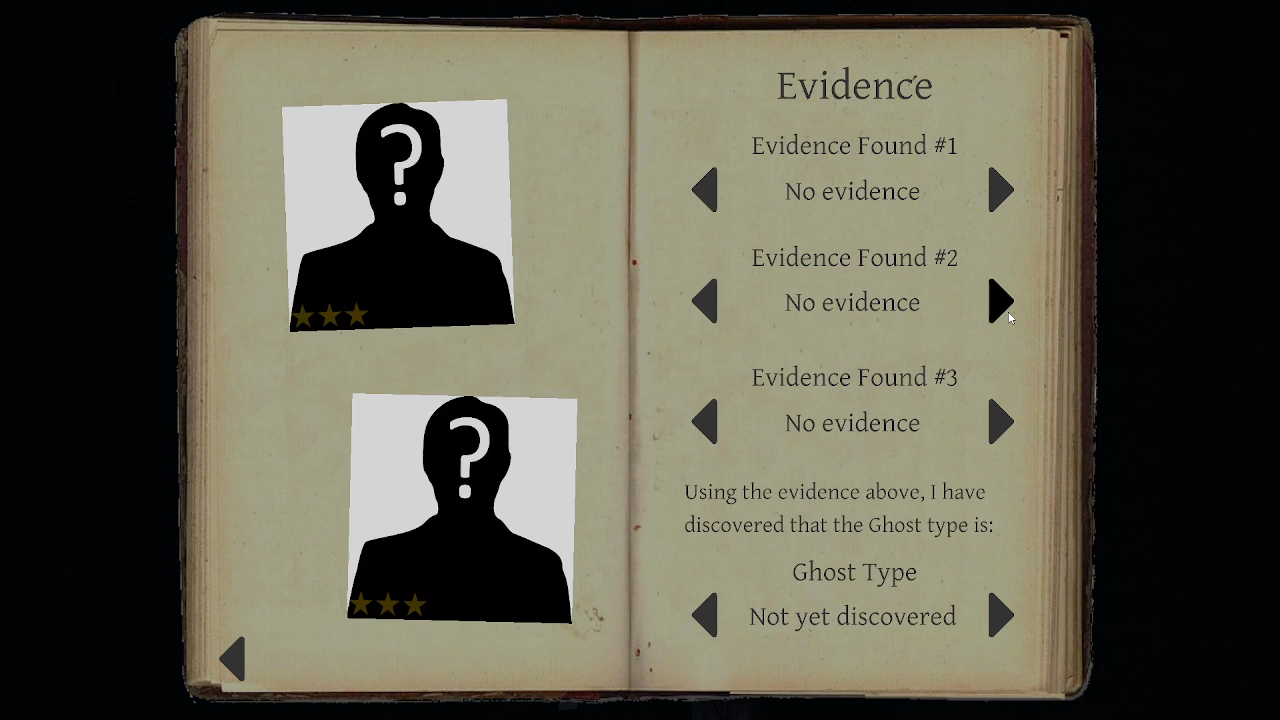 ?
?
Evidence
Evidence Found #1
No evidence
Evidence Found #2
No evidence
Evidence Found #3
No evidence
Using the evidence above, I have
discovered that the Ghost type is:
Ghost Type
Not yet discovered